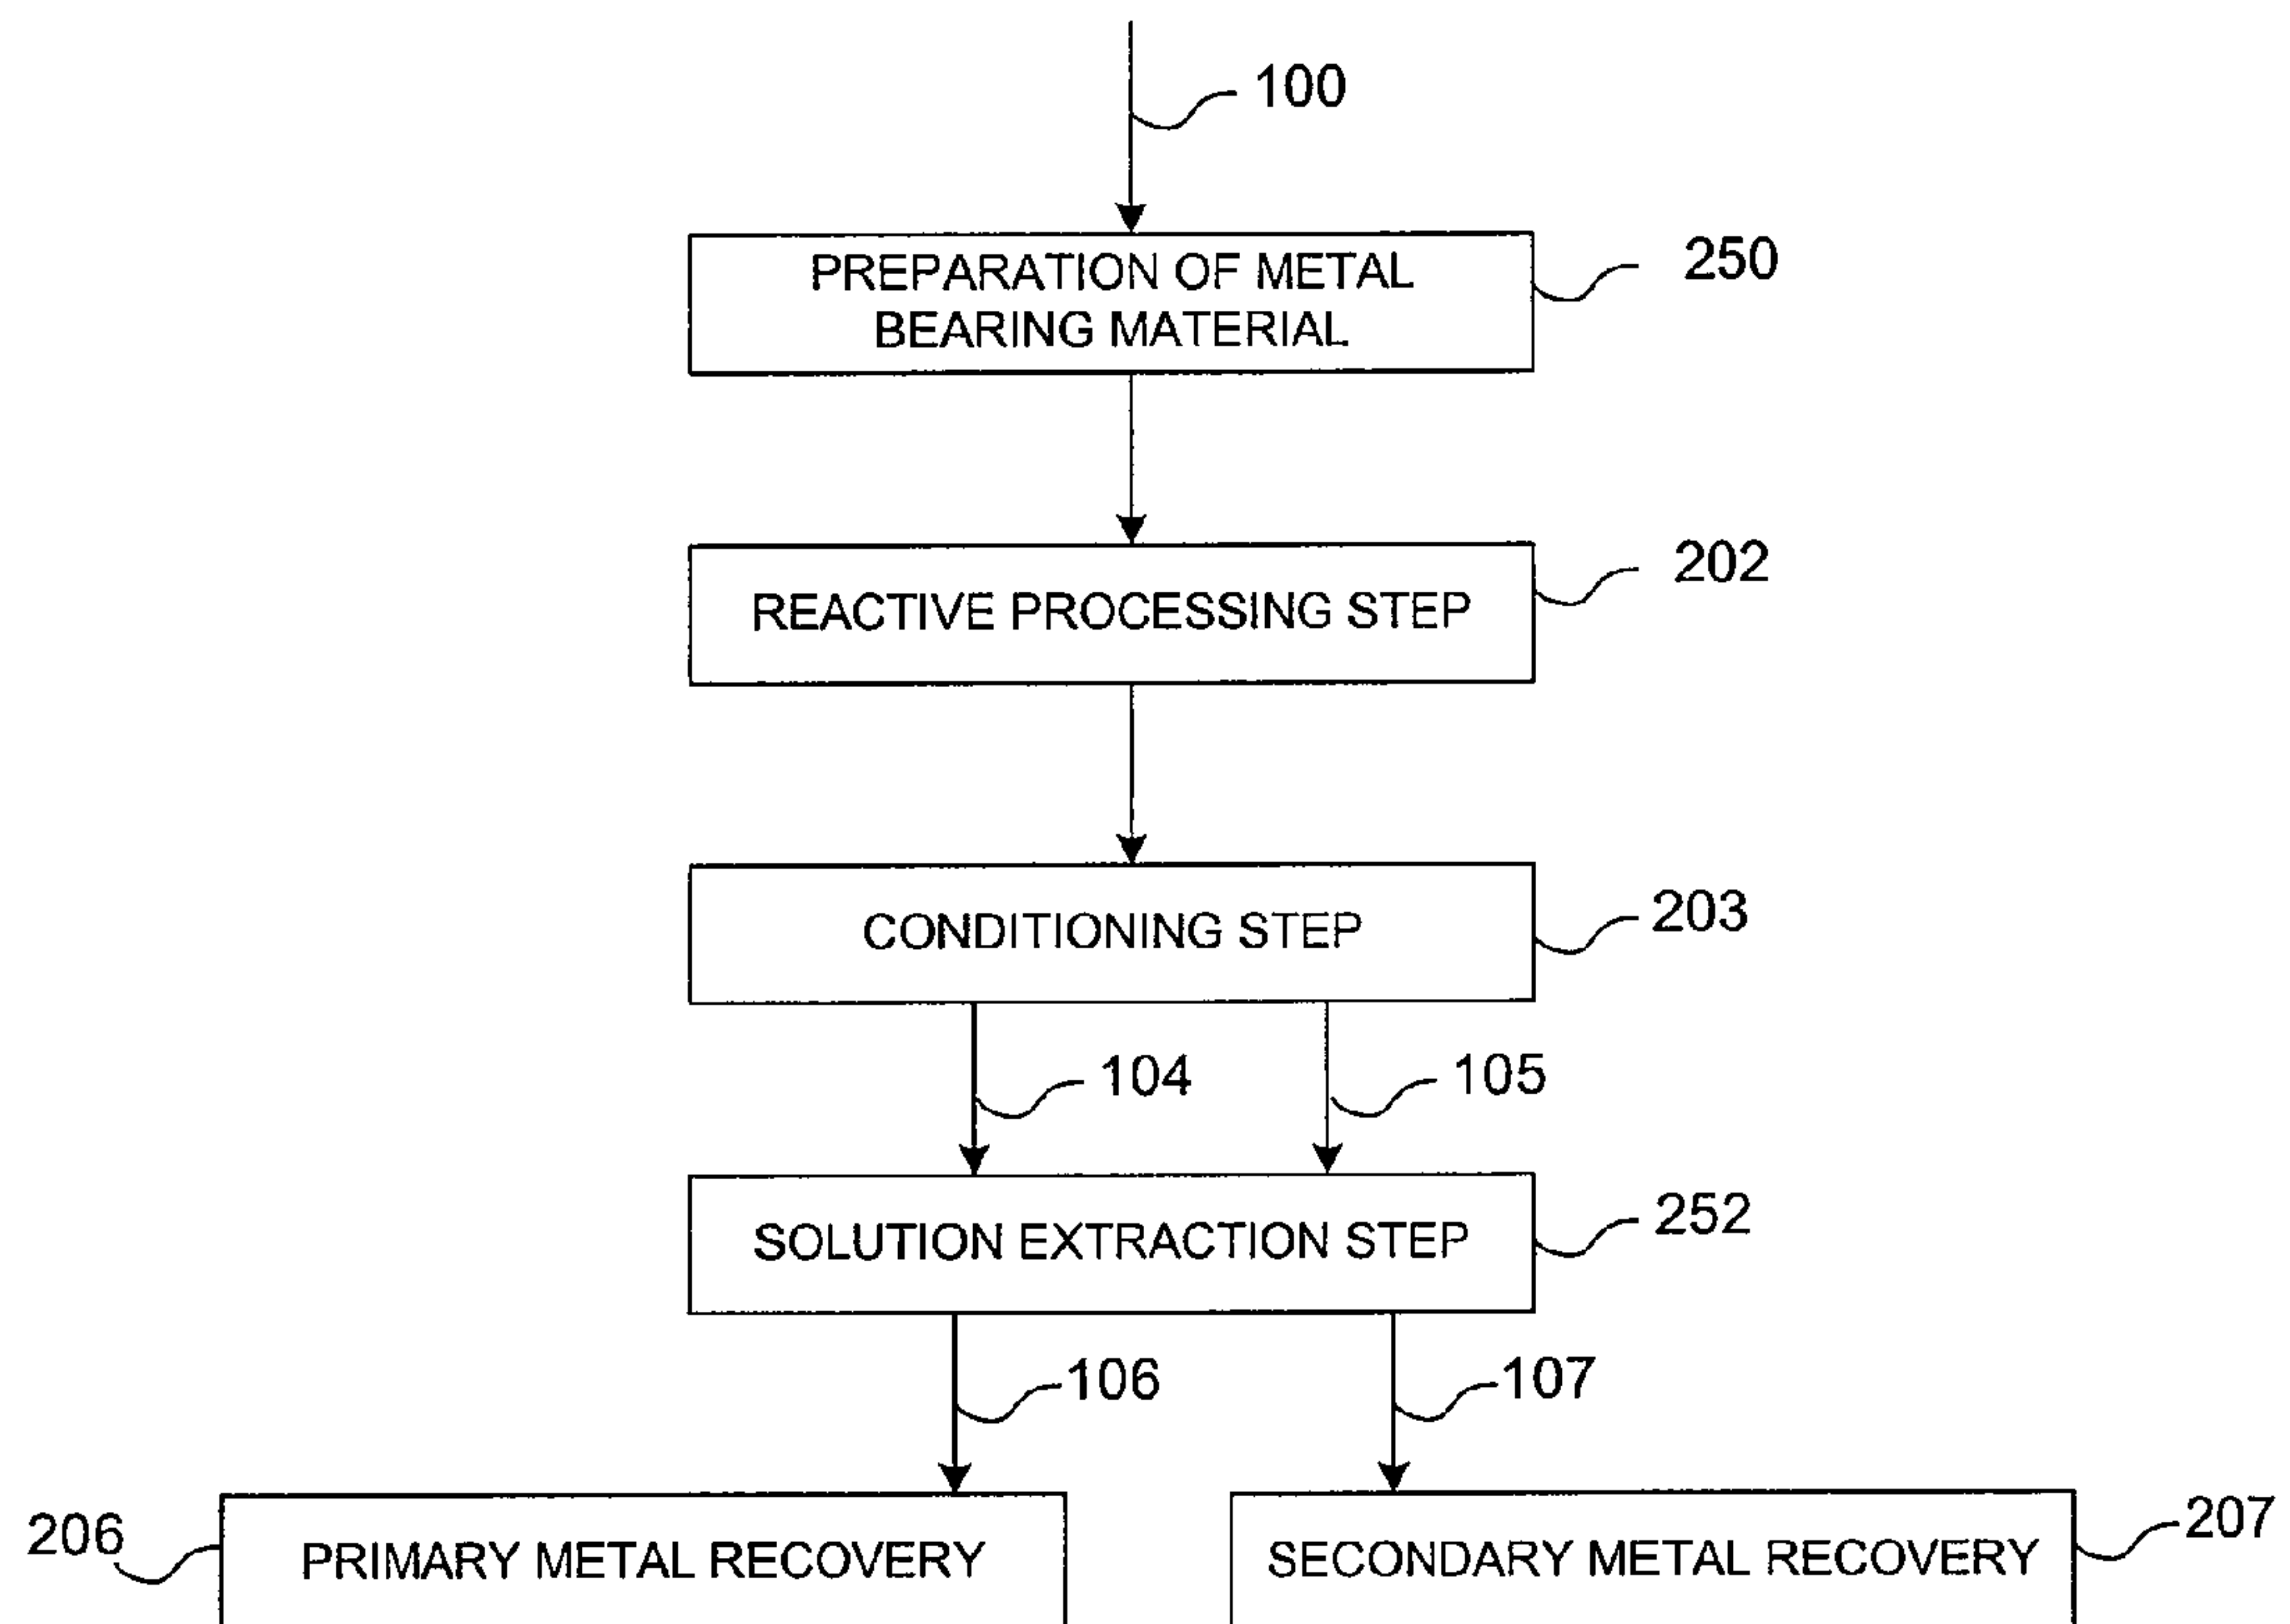 100
PREPARATION OF METAL
BEARING MATERIAL
250
REACTIVE PROCESSING STEP
202
CONDITIONING STEP
203
104
105
SOLUTION EXTRACTION STEP
252
106
107
206
PRIMARY METAL RECOVERY
SECONDARY METAL RECOVERY
207